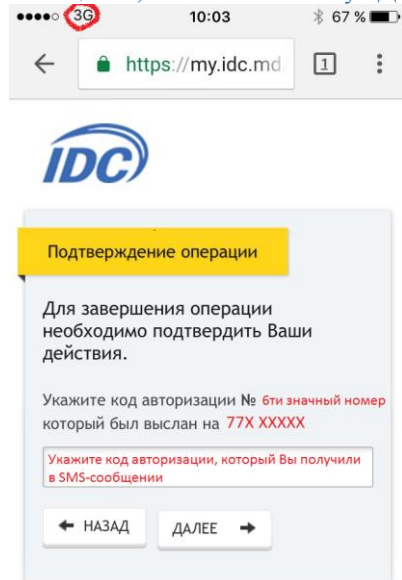 3G 10:03 67 %
https://my.idc.md 1
IDC
Подтверждение операции
Для завершения операции
необходимо подтвердить Ваши
действия.
Укажите код авторизации № 6ти значный номер
который был выслан на 77X XXXXX
Укажите код авторизации, который Вы получили
в SMS-сообщении
НАЗАД ДАЛЕЕ